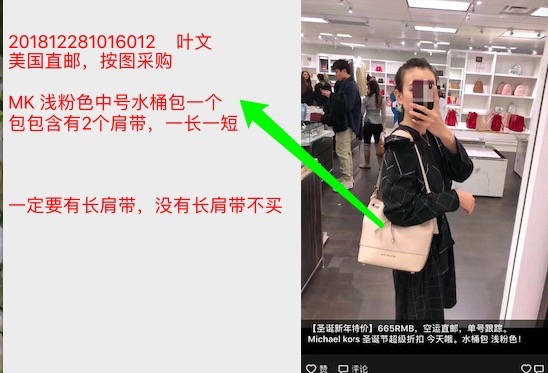 201812281016012 叶文
美国直邮，按图采购
MK 浅粉色中号水桶包一个
包包含有2个肩带，一长一短
一定要有长肩带，没有长肩带不买
【圣诞新年特价】665RMB，空运直邮，单号跟踪。
Michael kors 圣诞节超级折扣 今天哦。水桶包 浅粉色！
赞 评论